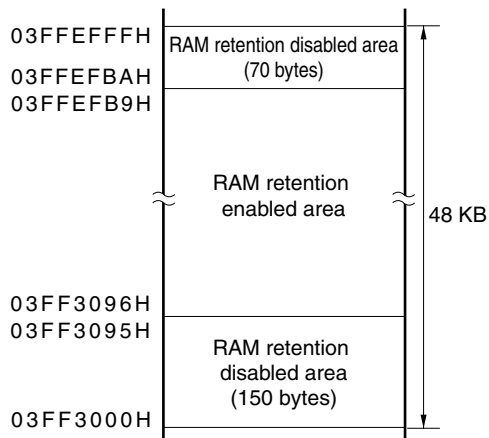 03FFEFFFH
RAM retention disabled area
(70 bytes)
03FFEFBAH
03FFEFB9H
RAM retention
enabled area
48 KB
03FF3096H
03FF3095H
RAM retention
disabled area
(150 bytes)
03FF3000H